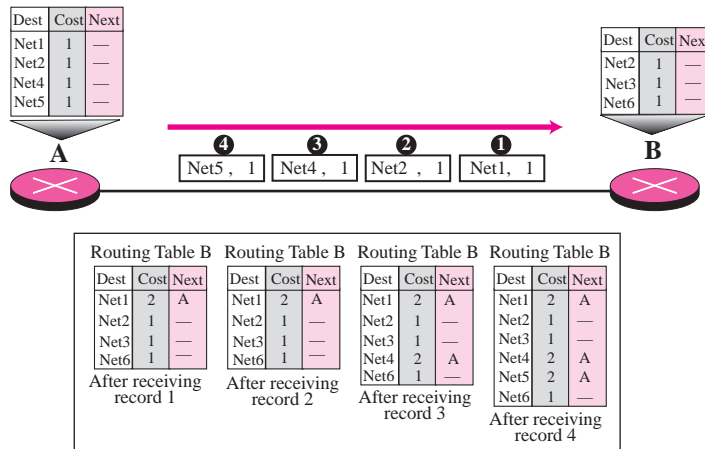 Dest Cost Next
Net1 1 —
Net2 1 —
Net4 1 —
Net5 1 —
A
Dest Cost Nex
Net2 1 —
Net3 1 —
Net6 1 —
B
4 3 2 1
Net5 , 1 Net4, 1 Net2 , 1 Net1, 1
Routing Table B
Dest Cost Next
Net1 2 A
Net2 1 —
Net3 1 —
Net6 1 —
After receiving
record 1
Routing Table B
Dest Cost Next
Net1 2 A
Net2 1 —
Net3 1 —
Net6 1 —
After receiving
record 2
Routing Table B
Dest Cost Next
Net1 2 A
Net2 1 —
Net3 1 —
Net4 2 A
Net6 1 —
After receiving
record 3
Routing Table B
Dest Cost Next
Net1 2 A
Net2 1 —
Net3 1 —
Net4 2 A
Net5 2 A
Net6 1 —
After receiving
record 4